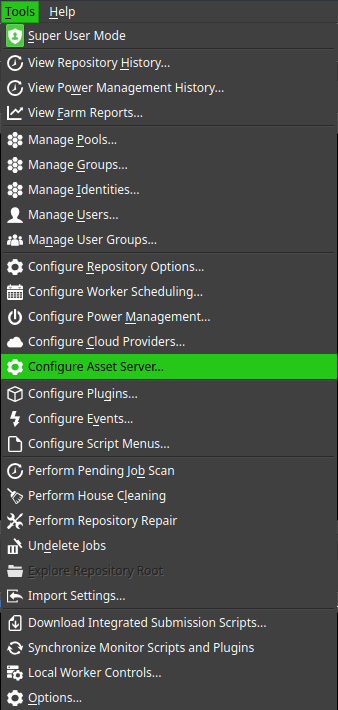 Tools Help
Super User Mode
View Repository History...
View Power Management History...
View Farm Reports...
Manage Pools...
Manage Groups...
Manage Identities...
Manage Users...
Manage User Groups...
Configure Repository Options...
Configure Worker Scheduling...
Configure Power Management...
Configure Cloud Providers...
Configure Asset Server...
Configure Plugins...
Configure Events...
Configure Script Menus...
Perform Pending Job Scan
Perform House Cleaning
Perform Repository Repair
Undelete Jobs
Explore Repository Root
Import Settings...
Download Integrated Submission Scripts...
Synchronize Monitor Scripts and Plugins
Local Worker Controls...
Options...